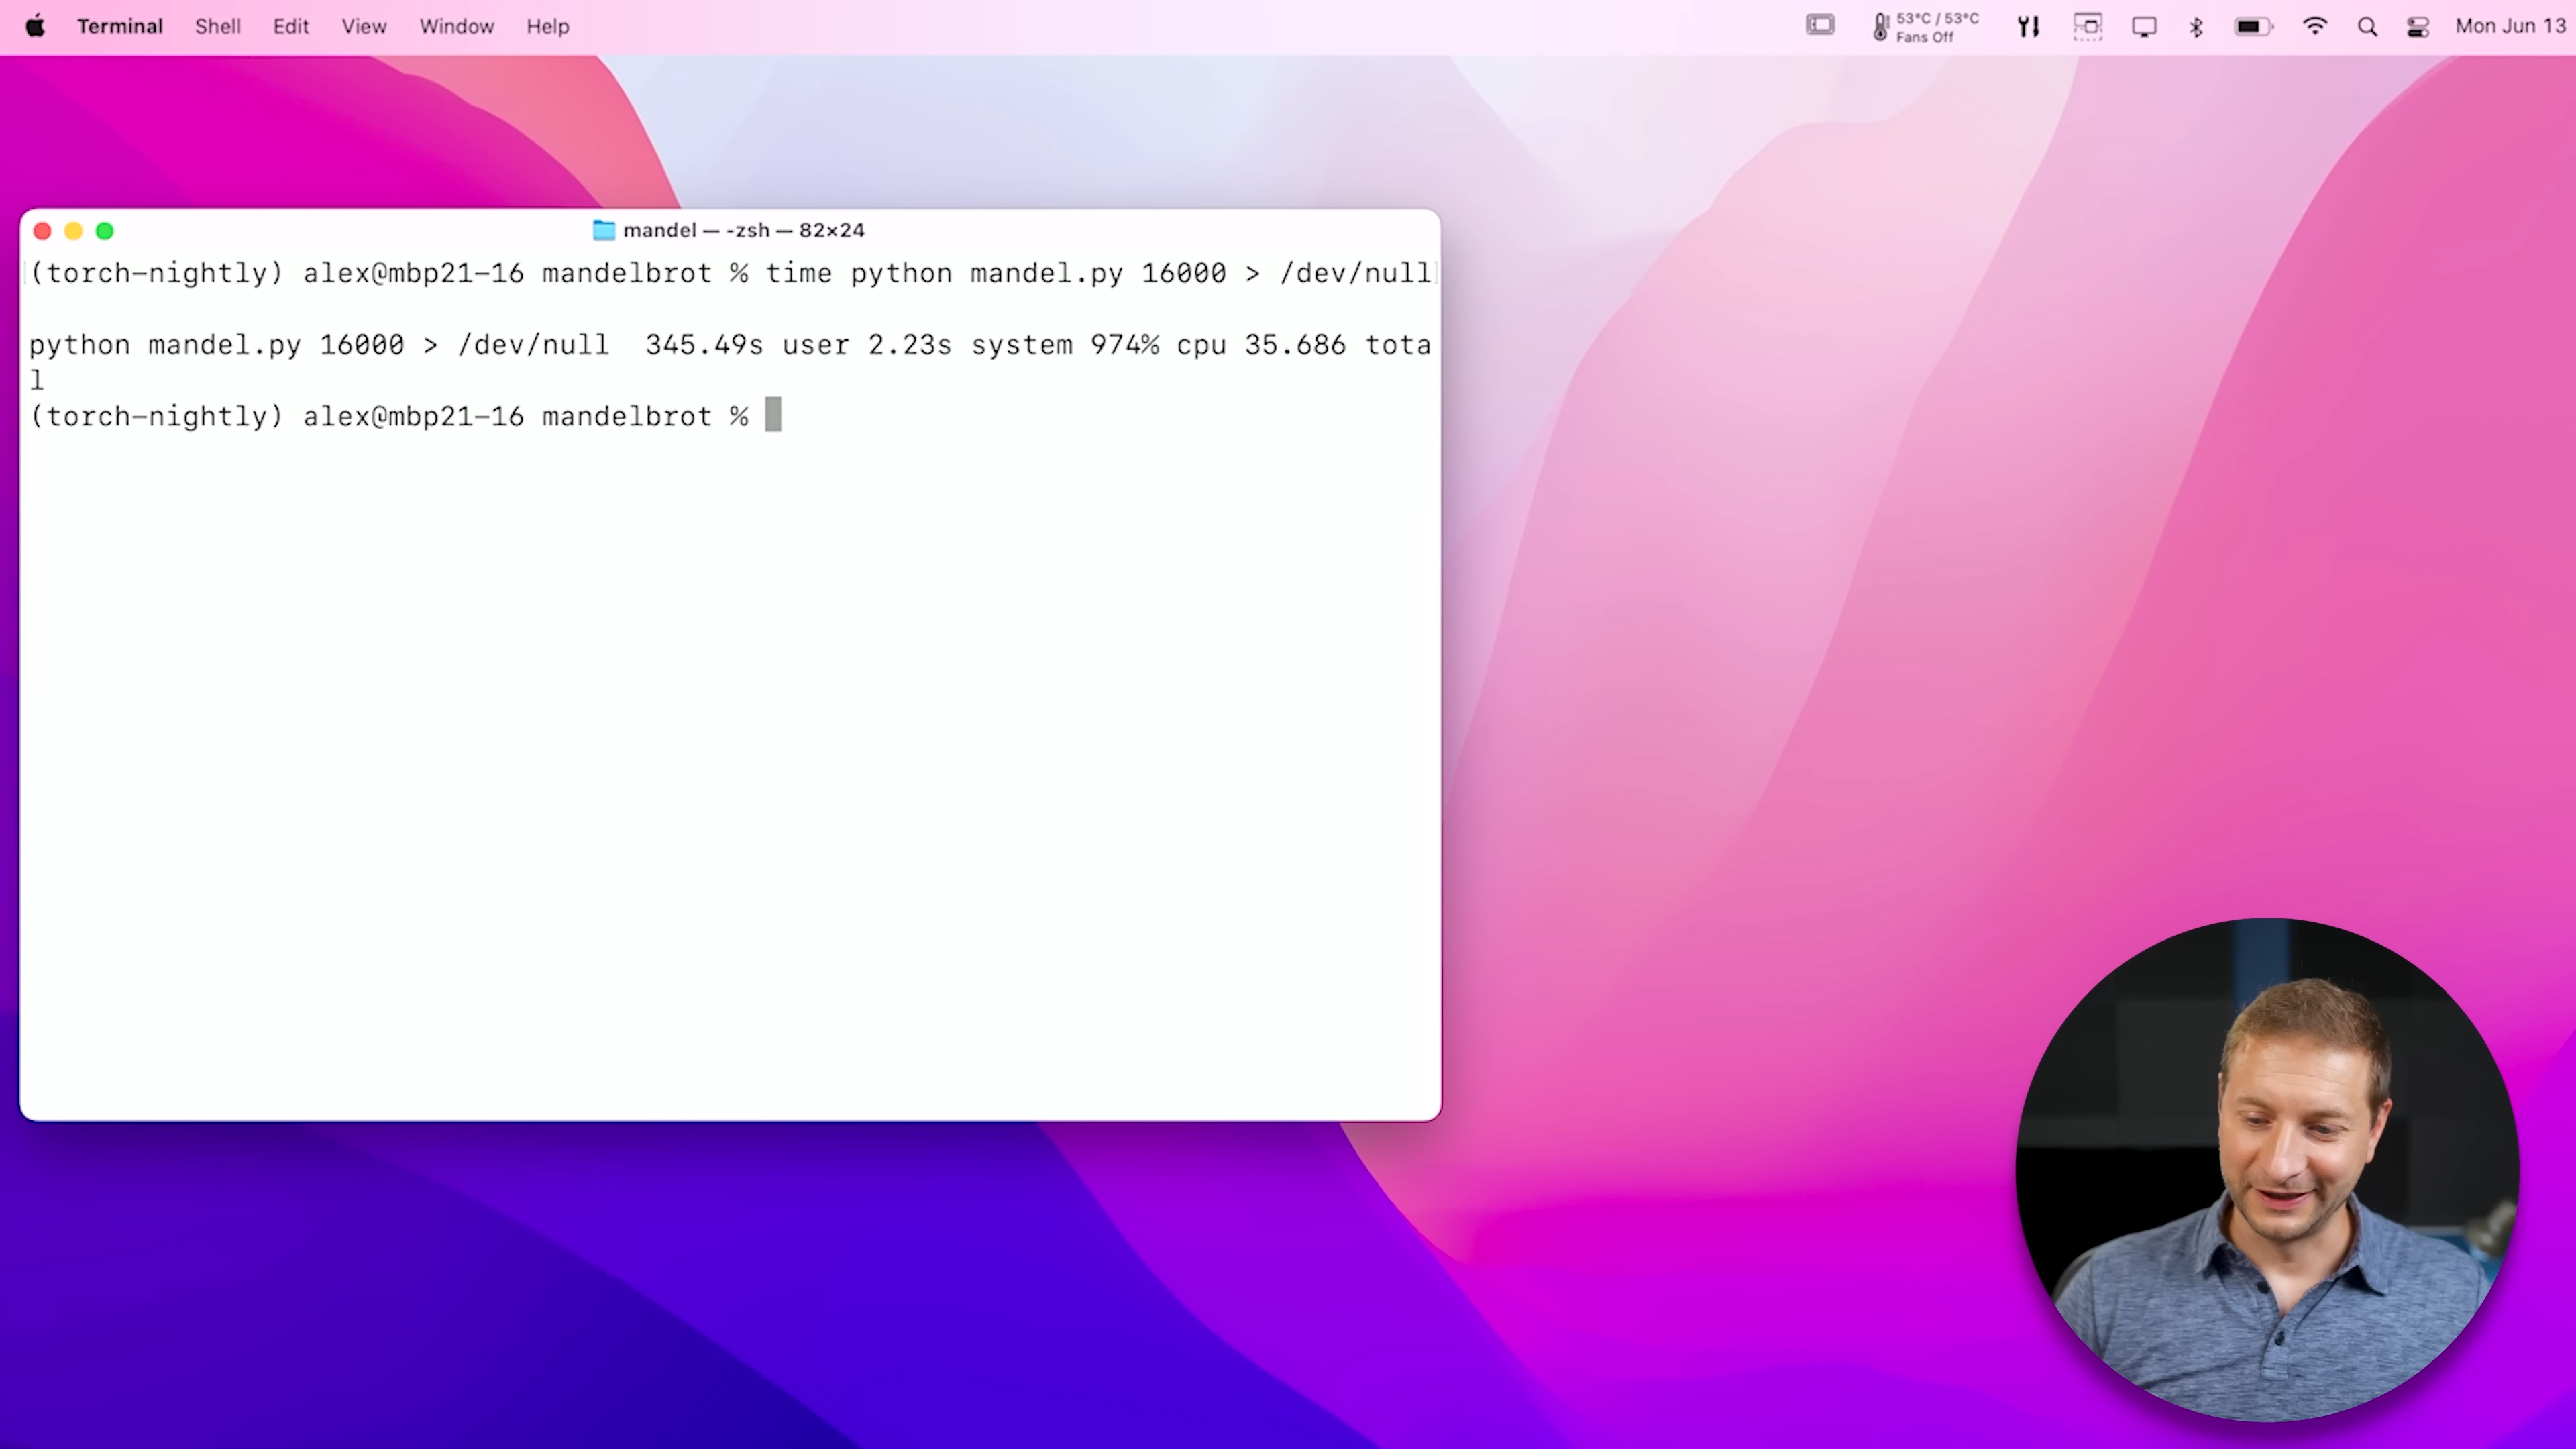 Terminal Shell Edit View Window Help
53°C / 53°C
Fans Off
Mon Jun 13
mandel — -zsh — 82×24
(torch-nightly) alex@mbp21-16 mandelbrot % time python mandel.py 16000 > /dev/null
python mandel.py 16000 > /dev/null  345.49s user 2.23s system 974% cpu 35.686 tota
l
(torch-nightly) alex@mbp21-16 mandelbrot %